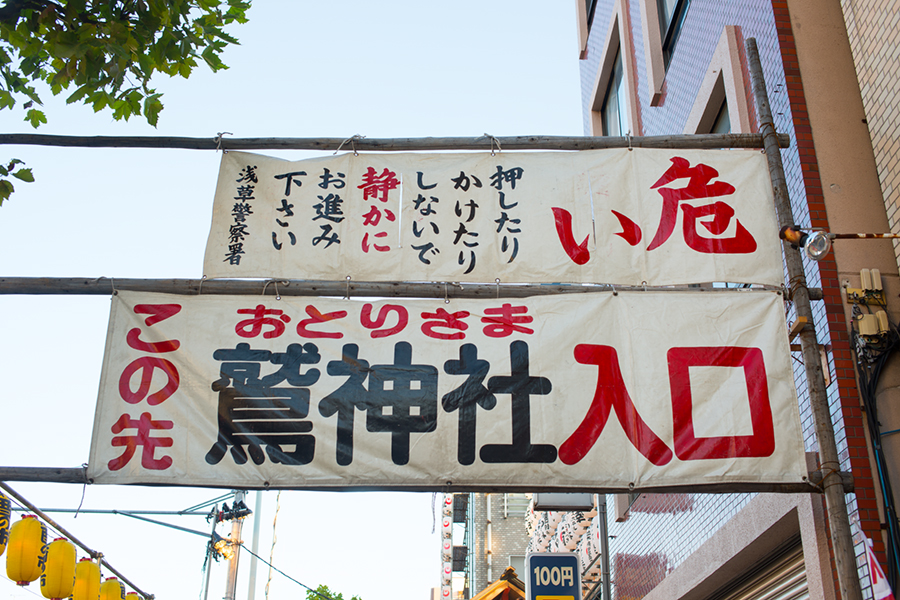 危い
押したり
かけたり
しないで
静かに
お進み
下さい
浅草警察署
この先
おとりさま
鷲神社入口
100円